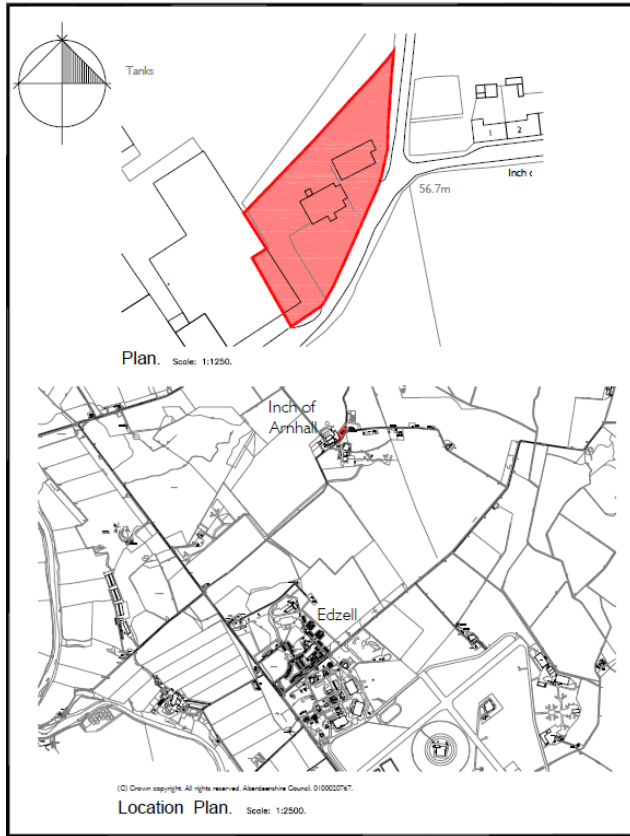 Tanks
1
2
Inch o
56.7m
Plan. Scale: 1:1250.
Inch of
Arnhall
Edzell
(C) Crown copyright. All rights reserved. Aberdeenshire Council. 0100020767.
Location Plan. Scale: 1:2500.